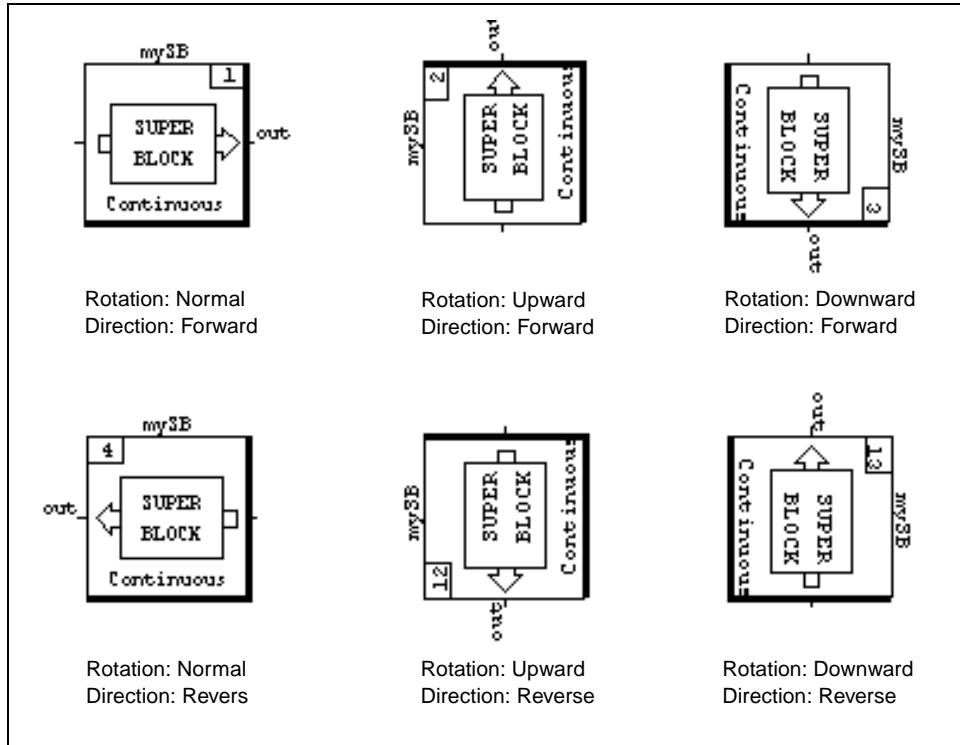 mySB
1
SUPER
BLOCK
out
Continuous
Rotation: Normal
Direction: Forward
out
2
mySB
SUPER
BLOCK
Continuous
Rotation: Upward
Direction: Forward
Continuous
SUPER
BLOCK
mySB
3
out
Rotation: Downward
Direction: Forward
mySB
4
out
SUPER
BLOCK
Continuous
Rotation: Normal
Direction: Revers
mySB
SUPER
BLOCK
Continuous
12
out
Rotation: Upward
Direction: Reverse
out
13
Continuous
SUPER
BLOCK
mySB
Rotation: Downward
Direction: Reverse